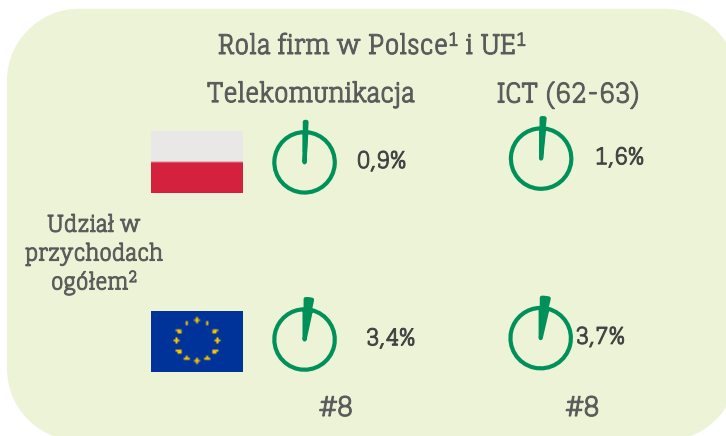 Rola firm w Polsce¹ i UE¹
Telekomunikacja
ICT (62-63)
0,9%
1,6%
Udział w
przychodach
ogółem²
3,4%
3,7%
#8
#8